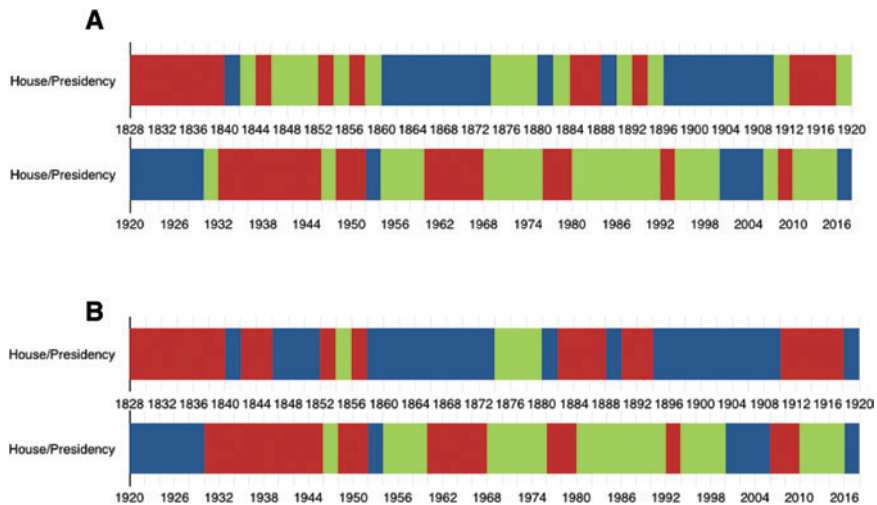 A
House/Presidency
1828 1832 1836 1840 1844 1848 1852 1856 1860 1864 1868 1872 1876 1880 1884 1888 1892 1896 1900 1904 1908 1912 1916 1920
House/Presidency
1920 1926 1932 1938 1944 1950 1956 1962 1968 1974 1980 1986 1992 1998 2004 2010 2016
B
House/Presidency
1828 1832 1836 1840 1844 1848 1852 1856 1860 1864 1868 1872 1876 1880 1884 1888 1892 1896 1900 1904 1908 1912 1916 1920
House/Presidency
1920 1926 1932 1938 1944 1950 1956 1962 1968 1974 1980 1986 1992 1998 2004 2010 2016